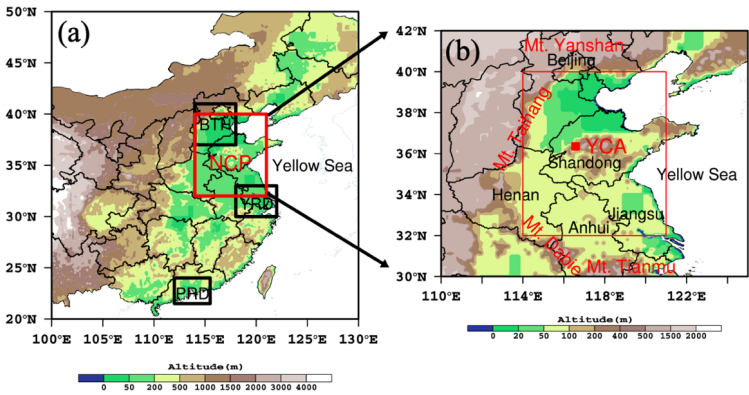 (a)
50°N
45°N
40°N
35°N
30°N
25°N
20°N
100°E 105°E 110°E 115°E 120°E 125°E 130°E
BTH
NCP
Yellow Sea
YRD
PRD
Altitude(m)
0 50 200 500 1000 1500 2000 3000 4000
(b)
42°N
40°N
38°N
36°N
34°N
32°N
30°N
110°E 114°E 118°E 122°E
Mt. Yanshan
Beijing
Mt. Taihang
YCA
Shandong
Yellow Sea
Henan
Jiangsu
Anhui
Mt. Dabie
Mt. Tianmu
Altitude(m)
0 20 50 200 500 1000 1500 2000